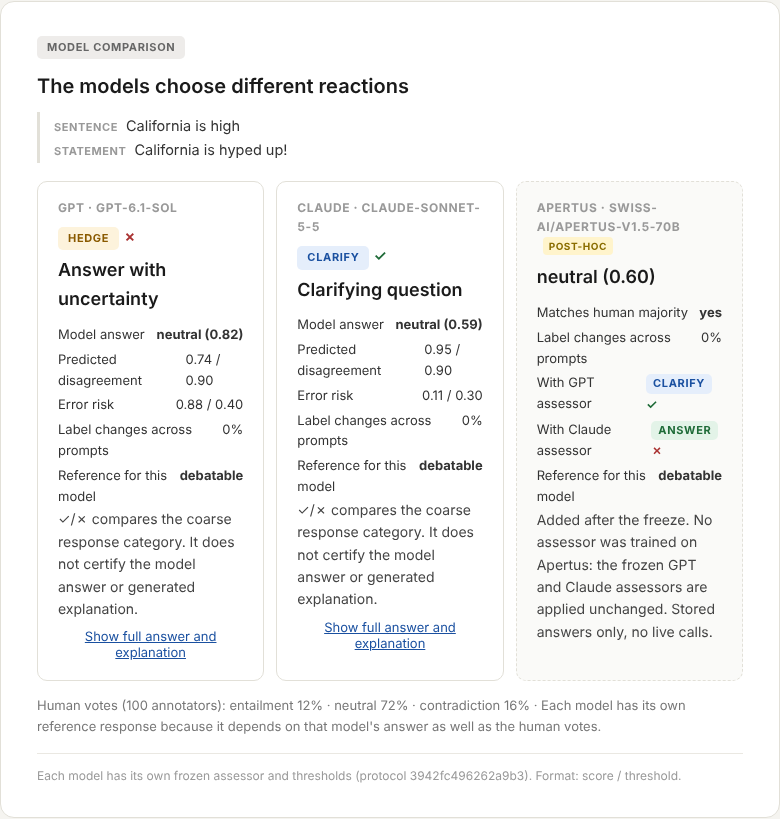 MODEL COMPARISON
The models choose different reactions
SENTENCE California is high
STATEMENT California is hyped up!
GPT · GPT-6.1-SOL
HEDGE ×
Answer with
uncertainty
Model answer neutral (0.82)
Predicted 0.74 /
disagreement 0.90
Error risk 0.88 / 0.40
Label changes across 0%
prompts
Reference for this debatable
model
✓/× compares the coarse
response category. It does
not certify the model
answer or generated
explanation.
Show full answer and
explanation
CLAUDE · CLAUDE-SONNET-
5-5
CLARIFY ✓
Clarifying question
Model answer neutral (0.59)
Predicted 0.95 /
disagreement 0.90
Error risk 0.11 / 0.30
Label changes across 0%
prompts
Reference for this debatable
model
✓/× compares the coarse
response category. It does
not certify the model
answer or generated
explanation.
Show full answer and
explanation
APERTUS · SWISS-
AI/APERTUS-V1.5-70B
POST-HOC
neutral (0.60)
Matches human majority yes
Label changes across 0%
prompts
With GPT CLARIFY
assessor ✓
With Claude ANSWER
assessor ×
Reference for this debatable
model
Added after the freeze. No
assessor was trained on
Apertus: the frozen GPT
and Claude assessors are
applied unchanged. Stored
answers only, no live calls.
Human votes (100 annotators): entailment 12% · neutral 72% · contradiction 16% · Each model has its own
reference response because it depends on that model's answer as well as the human votes.
Each model has its own frozen assessor and thresholds (protocol 3942fc496262a9b3). Format: score / threshold.